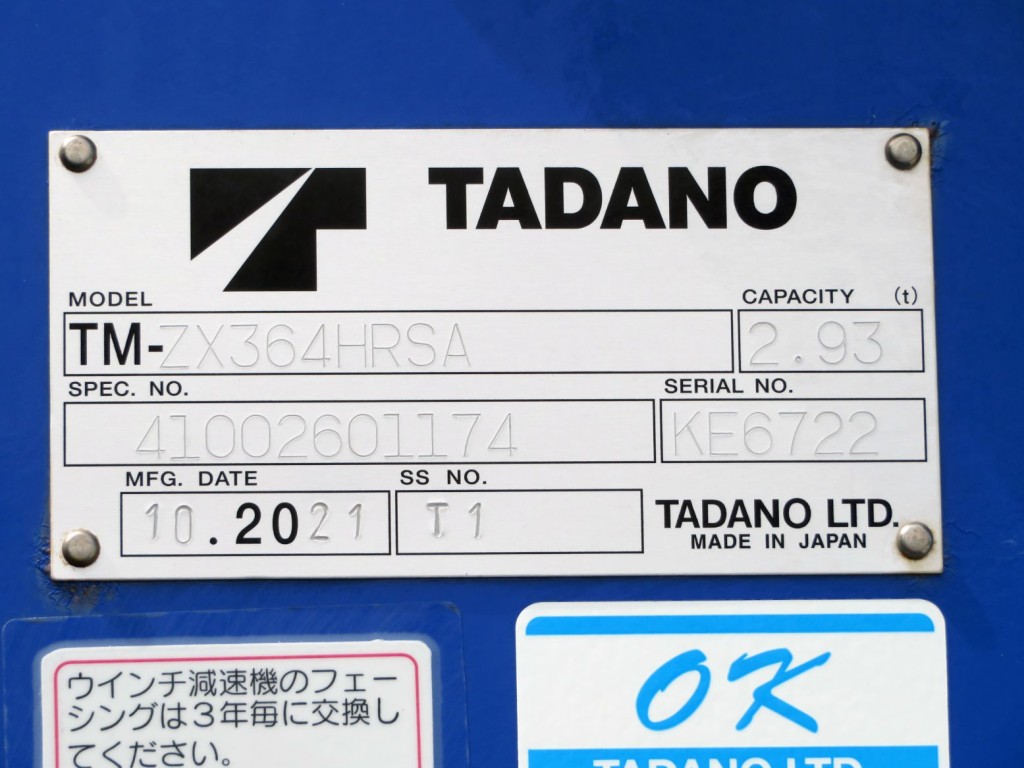 TADANO
MODEL
CAPACITY (t)
TM-ZX364HRSA
2.93
SPEC. NO.
SERIAL NO.
41002601174
KE6722
MFG. DATE
SS NO.
10.2021
T1
TADANO LTD.
MADE IN JAPAN
ウインチ減速機のフェー
シングは3年毎に交換し
てください。
OK
TADANO LTD